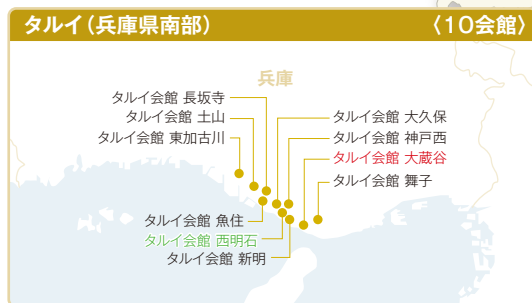 タルイ（兵庫県南部）
〈10会館〉
兵庫
タルイ会館 長坂寺
タルイ会館 土山
タルイ会館 東加古川
タルイ会館 大久保
タルイ会館 神戸西
タルイ会館 大蔵谷
タルイ会館 舞子
タルイ会館 魚住
タルイ会館 西明石
タルイ会館 新明